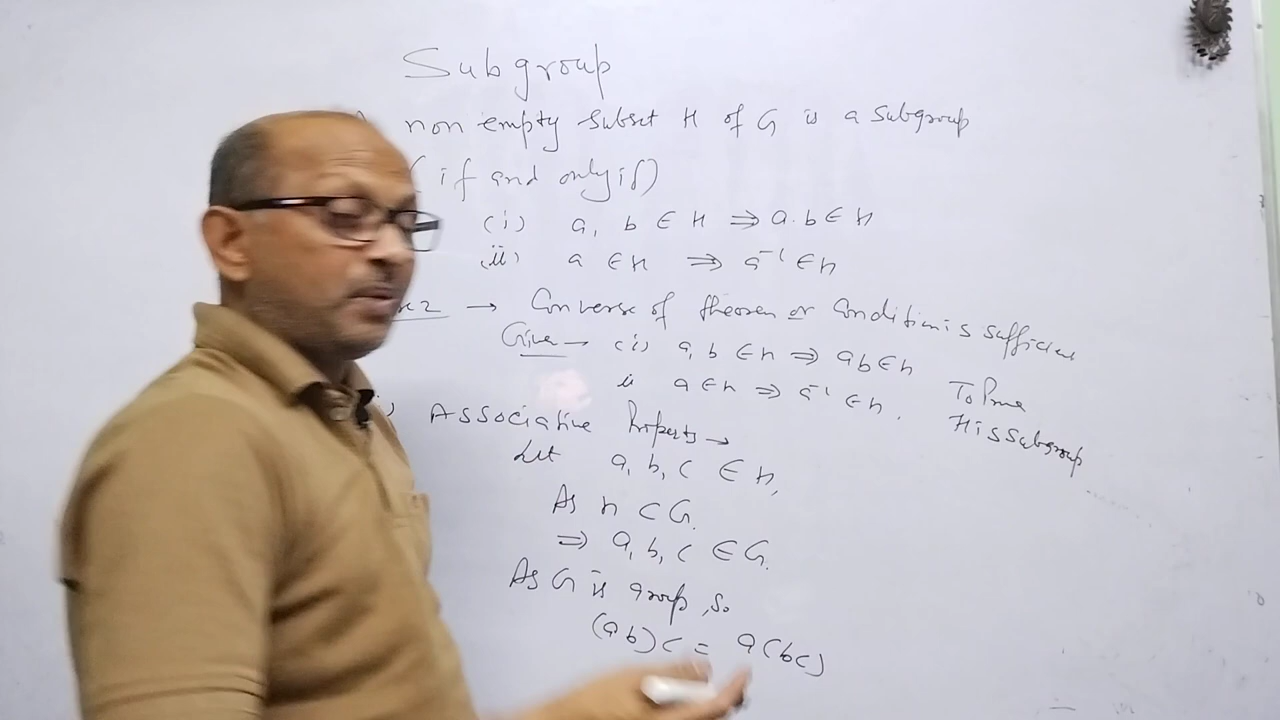 Subgroup
non empty subset H of G is a subgroup
( if and only if)
(i) a, b ∈ H ⇒ a.b ∈ H
(ii) a ∈ H ⇒ a⁻¹ ∈ H
→ Converse of theorem or Condition is sufficient
Given → (i) a, b ∈ H ⇒ ab ∈ H
ii a ∈ H ⇒ a⁻¹ ∈ H.
To Prove
H is Subgroup
) Associative Property →
Let a, b, c ∈ H,
As H ⊂ G.
⇒ a, b, c ∈ G.
As G is group, So
(ab)c = a(bc)